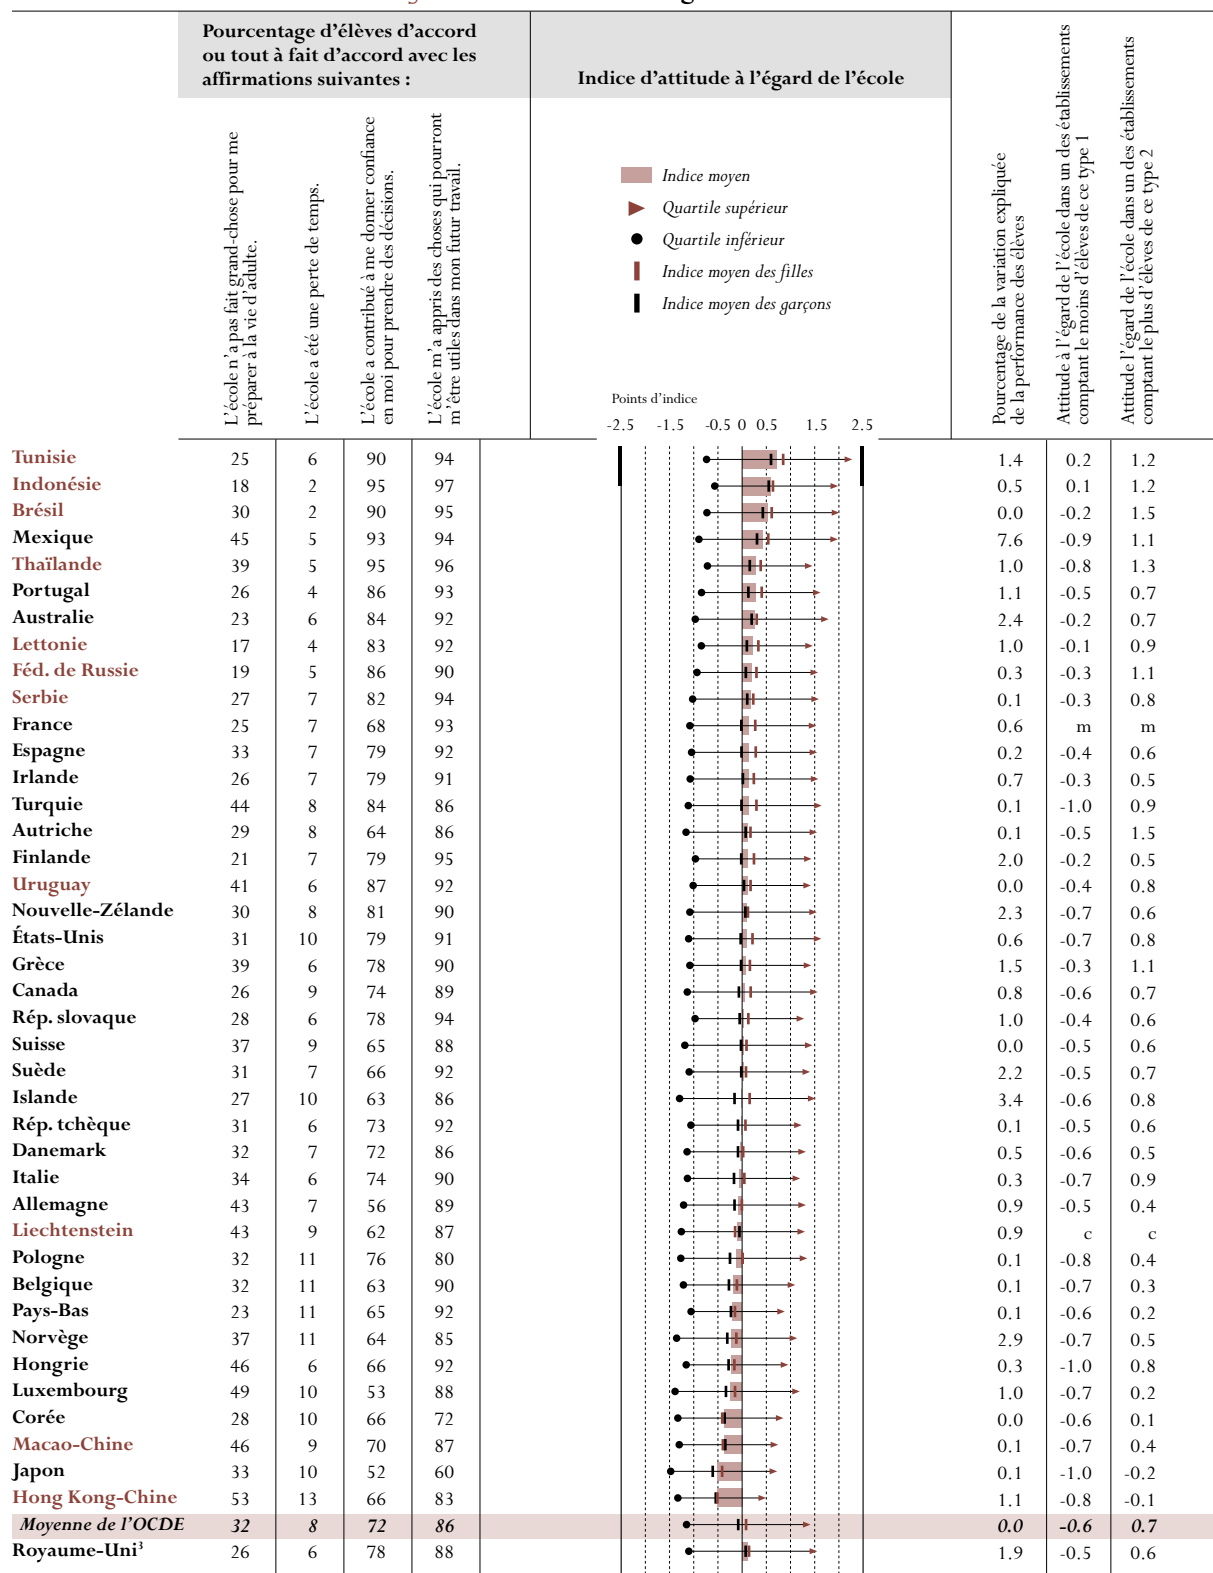 Pourcentage d'élèves d'accord
ou tout à fait d'accord avec les
affirmations suivantes :
Indice d'attitude à l'égard de l'école
L'école n'a pas fait grand-chose pour me
préparer à la vie d'adulte.
L'école a été une perte de temps.
L'école a contribué à me donner confiance
en moi pour prendre des décisions.
L'école m'a appris des choses qui pourront
m'être utiles dans mon futur travail.
Indice moyen
Quartile supérieur
Quartile inférieur
Indice moyen des filles
Indice moyen des garçons
Pourcentage de la variation expliquée
de la performance des élèves
Attitude à l'égard de l'école dans un des établissements
comptant le moins d'élèves de ce type 1
Attitude l'égard de l'école dans un des établissements
comptant le plus d'élèves de ce type 2
Points d'indice
-2.5 -1.5 -0.5 0 0.5 1.5 2.5
Tunisie 25 6 90 94 1.4 0.2 1.2
Indonésie 18 2 95 97 0.5 0.1 1.2
Brésil 30 2 90 95 0.0 -0.2 1.5
Mexique 45 5 93 94 7.6 -0.9 1.1
Thaïlande 39 5 95 96 1.0 -0.8 1.3
Portugal 26 4 86 93 1.1 -0.5 0.7
Australie 23 6 84 92 2.4 -0.2 0.7
Lettonie 17 4 83 92 1.0 -0.1 0.9
Féd. de Russie 19 5 86 90 0.3 -0.3 1.1
Serbie 27 7 82 94 0.1 -0.3 0.8
France 25 7 68 93 0.6 m m
Espagne 33 7 79 92 0.2 -0.4 0.6
Irlande 26 7 79 91 0.7 -0.3 0.5
Turquie 44 8 84 86 0.1 -1.0 0.9
Autriche 29 8 64 86 0.1 -0.5 1.5
Finlande 21 7 79 95 2.0 -0.2 0.5
Uruguay 41 6 87 92 0.0 -0.4 0.8
Nouvelle-Zélande 30 8 81 90 2.3 -0.7 0.6
États-Unis 31 10 79 91 0.6 -0.7 0.8
Grèce 39 6 78 90 1.5 -0.3 1.1
Canada 26 9 74 89 0.8 -0.6 0.7
Rép. slovaque 28 6 78 94 1.0 -0.4 0.6
Suisse 37 9 65 88 0.0 -0.5 0.6
Suède 31 7 66 92 2.2 -0.5 0.7
Islande 27 10 63 86 3.4 -0.6 0.8
Rép. tchèque 31 6 73 92 0.1 -0.5 0.6
Danemark 32 7 72 86 0.5 -0.6 0.5
Italie 34 6 74 90 0.3 -0.7 0.9
Allemagne 43 7 56 89 0.9 -0.5 0.4
Liechtenstein 43 9 62 87 0.9 c c
Pologne 32 11 76 80 0.1 -0.8 0.4
Belgique 32 11 63 90 0.1 -0.7 0.3
Pays-Bas 23 11 65 92 0.1 -0.6 0.2
Norvège 37 11 64 85 2.9 -0.7 0.5
Hongrie 46 6 66 92 0.3 -1.0 0.8
Luxembourg 49 10 53 88 1.0 -0.7 0.2
Corée 28 10 66 72 0.0 -0.6 0.1
Macao-Chine 46 9 70 87 0.1 -0.7 0.4
Japon 33 10 52 60 0.1 -1.0 -0.2
Hong Kong-Chine 53 13 66 83 1.1 -0.8 -0.1
Moyenne de l'OCDE 32 8 72 86 0.0 -0.6 0.7
Royaume-Uni³ 26 6 78 88 1.9 -0.5 0.6